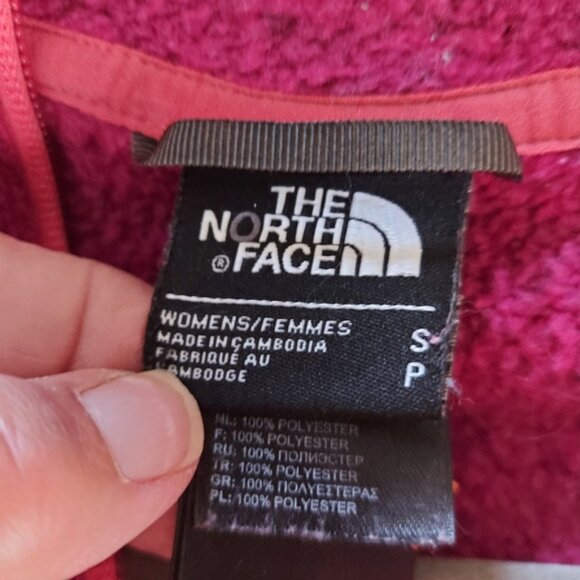 THE
NORTH
® FACE
WOMENS/FEMMES S
MADE IN CAMBODIA
FABRIQUÉ AU P
CAMBODGE
NL: 100% POLYESTER
F: 100% POLYESTER
RU: 100% ПОЛИЭСТЕР
TR: 100% POLYESTER
GR: 100% ΠΟΛΥΕΣΤΕΡΑΣ
PL: 100% POLYESTER